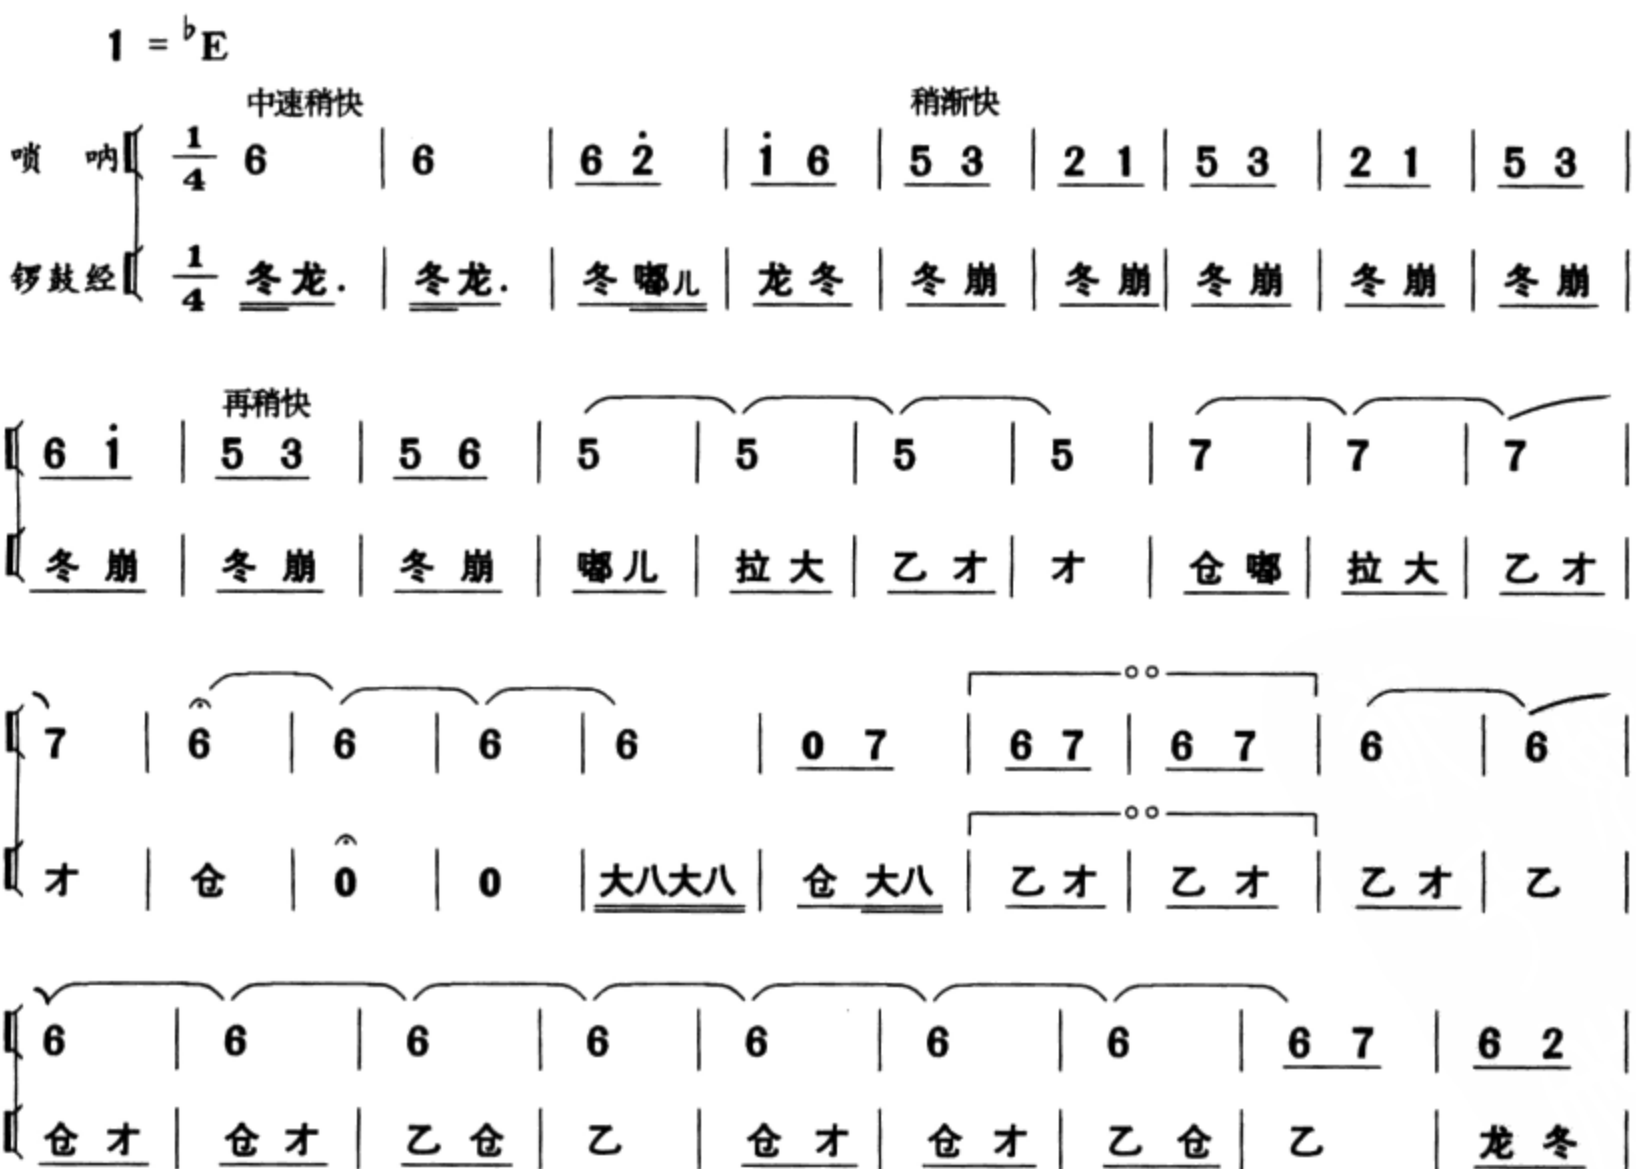 1 = ♭E
中速稍快 稍渐快
唢呐 1/4 6 | 6 | 6 2̇ | 1̇ 6 | 5 3 | 2 1 | 5 3 | 2 1 | 5 3 |
锣鼓经 1/4 冬龙. | 冬龙. | 冬嘟儿 | 龙冬 | 冬崩 | 冬崩 | 冬崩 | 冬崩 | 冬崩 |
再稍快
6 1̇ | 5 3 | 5 6 | 5 | 5 | 5 | 5 | 7 | 7 | 7 |
冬崩 | 冬崩 | 冬崩 | 嘟儿 | 拉大 | 乙才 | 才 | 仓嘟 | 拉大 | 乙才 |
7 | 6 | 6 | 6 | 6 | 0 7 | 6 7 | 6 7 | 6 | 6 |
才 | 仓 | 0 | 0 | 大八大八 | 仓大八 | 乙才 | 乙才 | 乙才 | 乙 |
6 | 6 | 6 | 6 | 6 | 6 | 6 | 6 7 | 6 2 |
仓才 | 仓才 | 乙仓 | 乙 | 仓才 | 仓才 | 乙仓 | 乙 | 龙冬 |